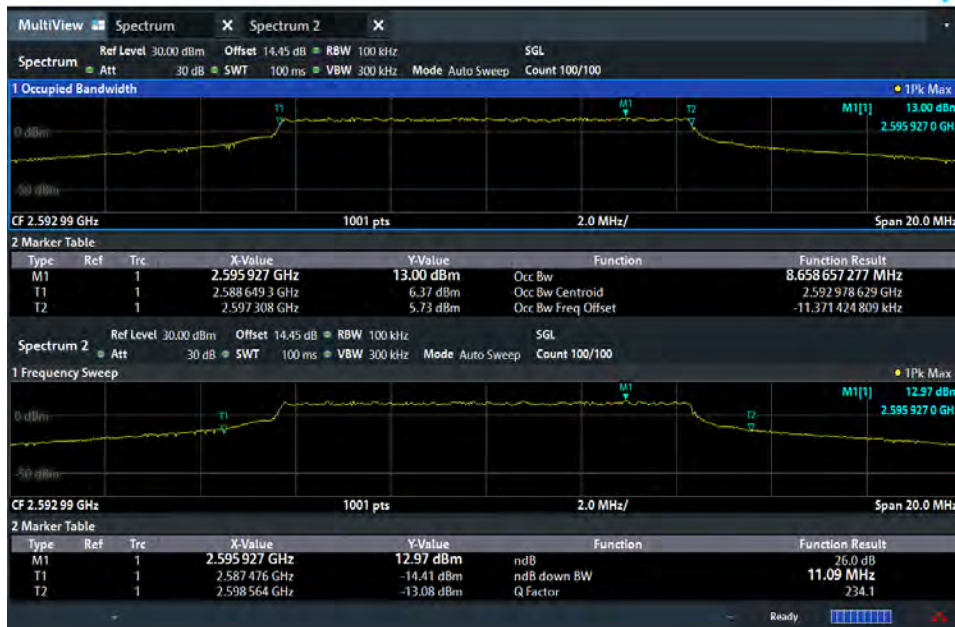 MultiView Spectrum X Spectrum 2 X
Ref Level 30.00 dBm Offset 14.45 dB RBW 100 kHz SGL
Spectrum Att 30 dB SWT 100 ms VBW 300 kHz Mode Auto Sweep Count 100/100
1 Occupied Bandwidth 1Pk Max
T1 M1 T2 M1[1] 13.00 dBm
0 dBm 2.595 927 0 GH
-50 dBm
CF 2.592 99 GHz 1001 pts 2.0 MHz/ Span 20.0 MHz
2 Marker Table
Type Ref Trc X-Value Y-Value Function Function Result
M1 1 2.595 927 GHz 13.00 dBm Occ Bw 8.658 657 277 MHz
T1 1 2.588 649 3 GHz 6.37 dBm Occ Bw Centroid 2.592 978 629 GHz
T2 1 2.597 308 GHz 5.73 dBm Occ Bw Freq Offset -11.371 424 809 kHz
Ref Level 30.00 dBm Offset 14.45 dB RBW 100 kHz SGL
Spectrum 2 Att 30 dB SWT 100 ms VBW 300 kHz Mode Auto Sweep Count 100/100
1 Frequency Sweep 1Pk Max
M1 M1[1] 12.97 dBm
0 dBm T1 T2 2.595 927 0 GH
-50 dBm
CF 2.592 99 GHz 1001 pts 2.0 MHz/ Span 20.0 MHz
2 Marker Table
Type Ref Trc X-Value Y-Value Function Function Result
M1 1 2.595 927 GHz 12.97 dBm ndB 26.0 dB
T1 1 2.587 476 GHz -14.41 dBm ndB down BW 11.09 MHz
T2 1 2.598 564 GHz -13.08 dBm Q Factor 234.1
Ready